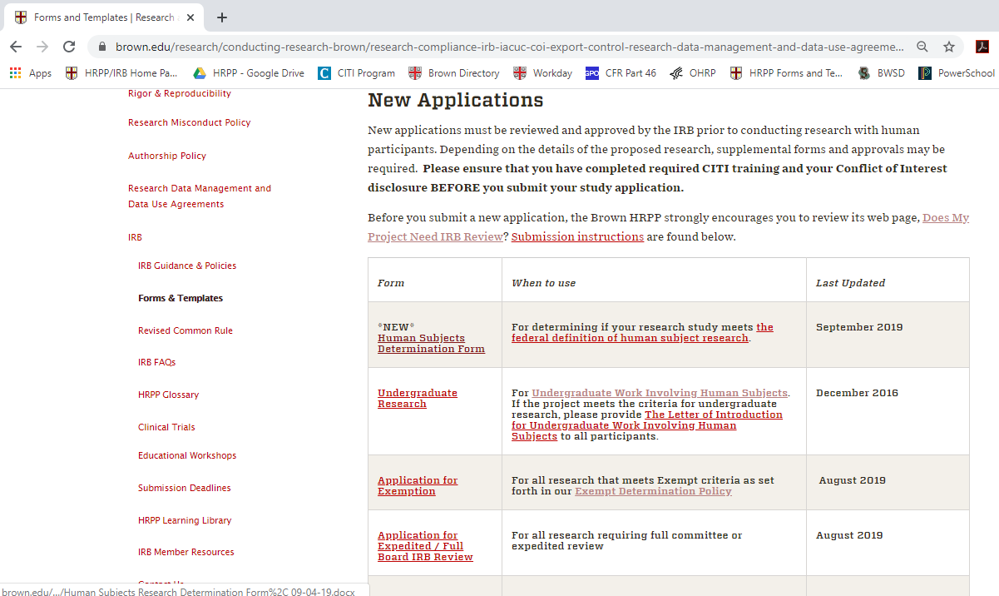 Forms and Templates | Research
brown.edu/research/conducting-research-brown/research-compliance-irb-iacuc-coi-export-control-research-data-management-and-data-use-agreeme...
Apps
HRPP/IRB Home Pa...
HRPP - Google Drive
CITI Program
Brown Directory
Workday
GPO
CFR Part 46
OHRP
HRPP Forms and Te...
BWSD
PowerSchool
Rigor & Reproducibility
Research Misconduct Policy
Authorship Policy
Research Data Management and
Data Use Agreements
IRB
IRB Guidance & Policies
Forms & Templates
Revised Common Rule
IRB FAQs
HRPP Glossary
Clinical Trials
Educational Workshops
Submission Deadlines
HRPP Learning Library
IRB Member Resources
Contact Us
New Applications
New applications must be reviewed and approved by the IRB prior to conducting research with human
participants. Depending on the details of the proposed research, supplemental forms and approvals may be
required. Please ensure that you have completed required CITI training and your Conflict of Interest
disclosure BEFORE you submit your study application.
Before you submit a new application, the Brown HRPP strongly encourages you to review its web page, Does My
Project Need IRB Review? Submission instructions are found below.
Form
When to use
Last Updated
*NEW*
Human Subjects
Determination Form
For determining if your research study meets the
federal definition of human subject research.
September 2019
Undergraduate
Research
For Undergraduate Work Involving Human Subjects.
If the project meets the criteria for undergraduate
research, please provide The Letter of Introduction
for Undergraduate Work Involving Human
Subjects to all participants.
December 2016
Application for
Exemption
For all research that meets Exempt criteria as set
forth in our Exempt Determination Policy
August 2019
Application for
Expedited / Full
Board IRB Review
For all research requiring full committee or
expedited review
August 2019
brown.edu/.../Human Subjects Research Determination Form%2C 09-04-19.docx